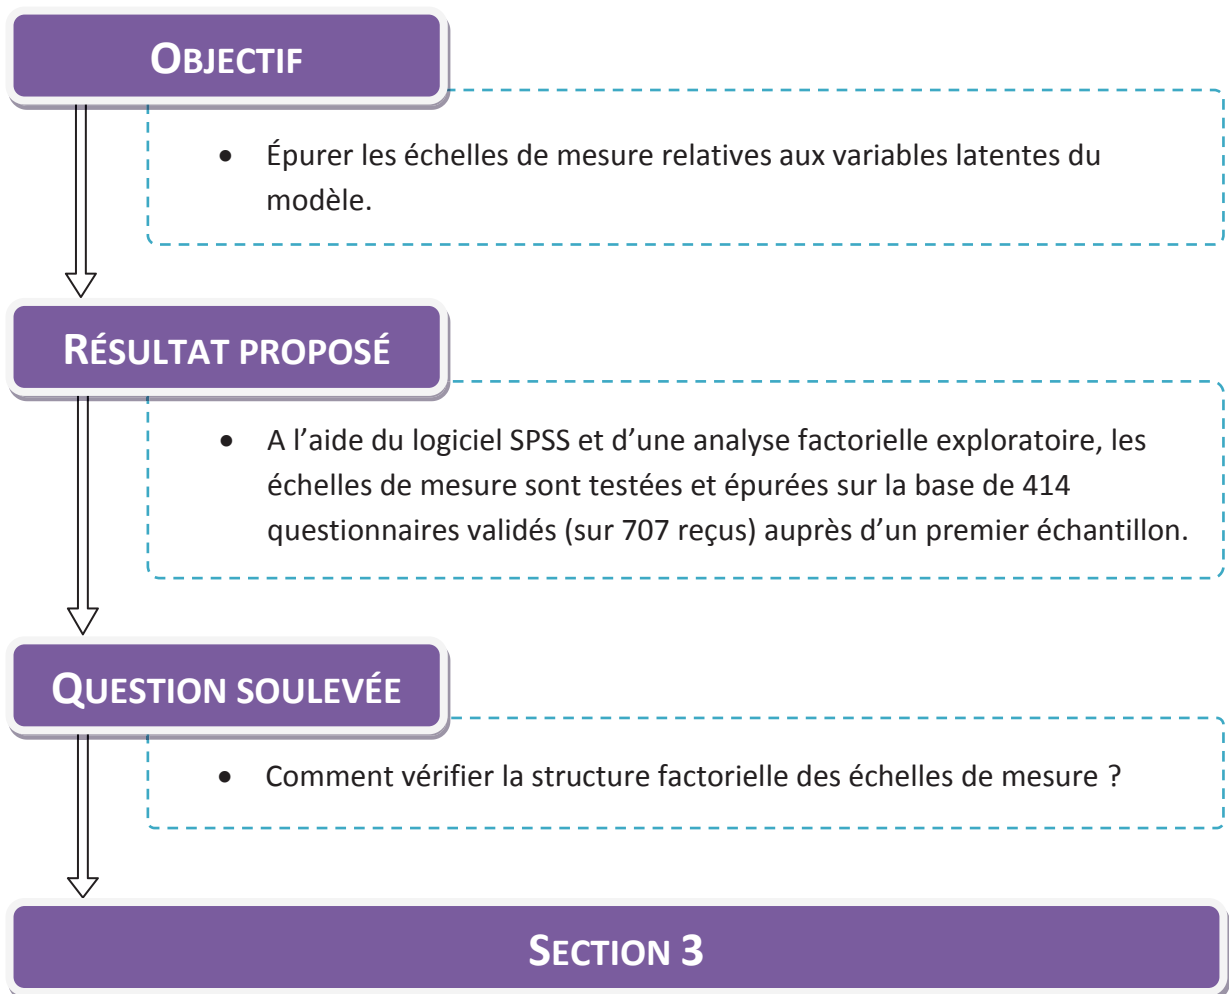 OBJECTIF
• Épurer les échelles de mesure relatives aux variables latentes du
modèle.
RÉSULTAT PROPOSÉ
• A l’aide du logiciel SPSS et d’une analyse factorielle exploratoire, les
échelles de mesure sont testées et épurées sur la base de 414
questionnaires validés (sur 707 reçus) auprès d’un premier échantillon.
QUESTION SOULEVÉE
• Comment vérifier la structure factorielle des échelles de mesure ?
SECTION 3